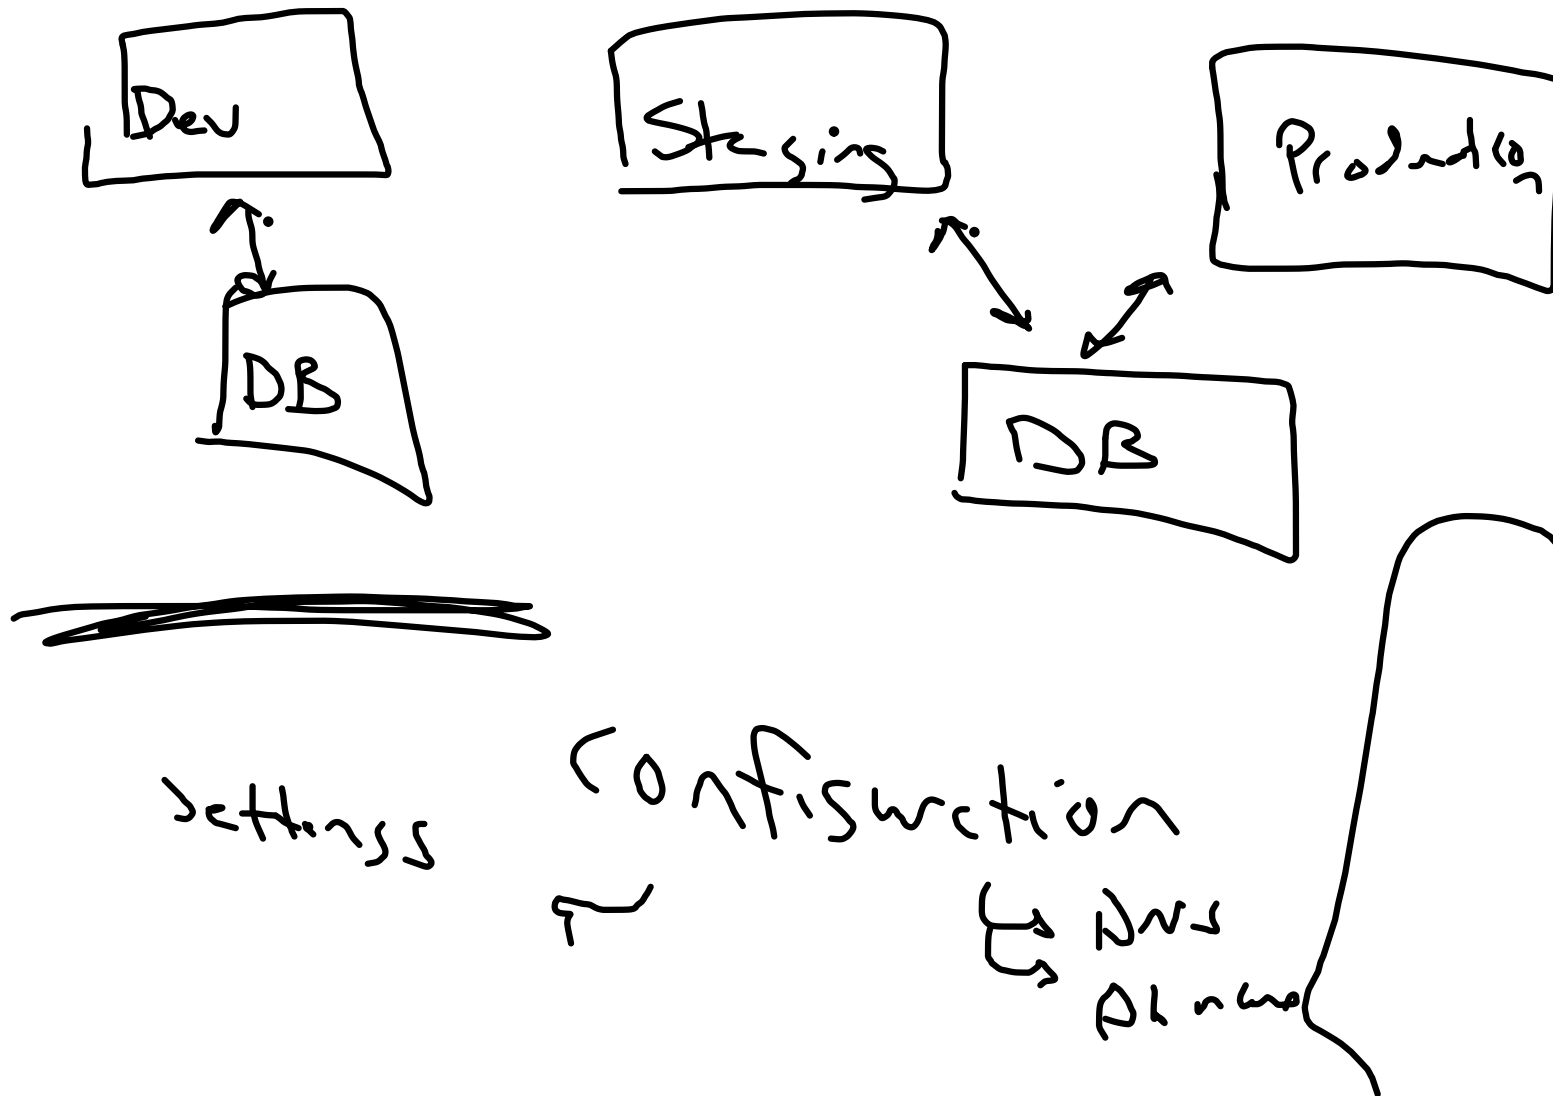 Dev
Staging
Production
DB
DB
Settings
Configuration
DNS
Db name